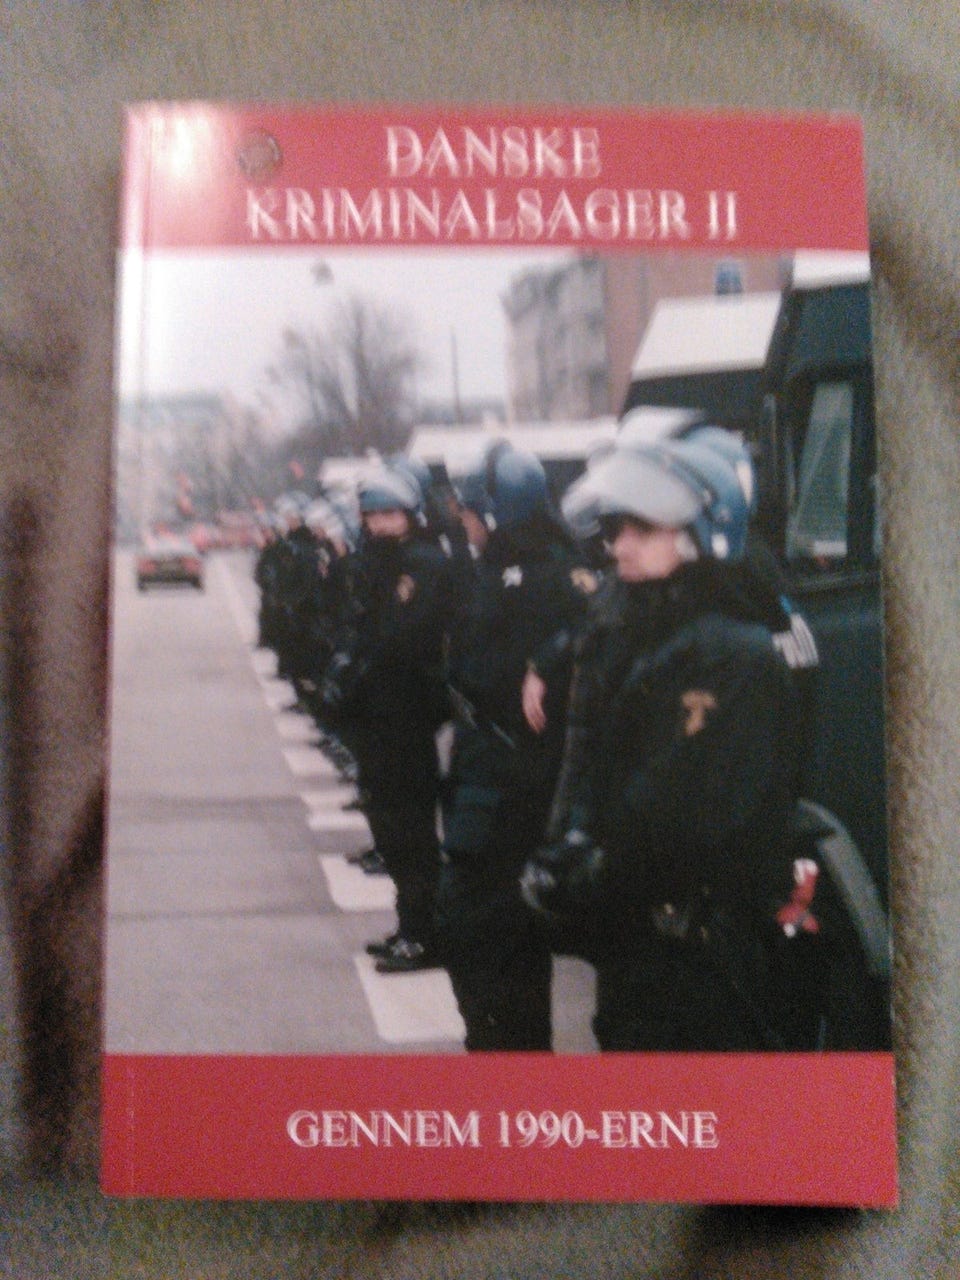 DANSKE
KRIMINALSAGER II
GENNEM 1990-ERNE